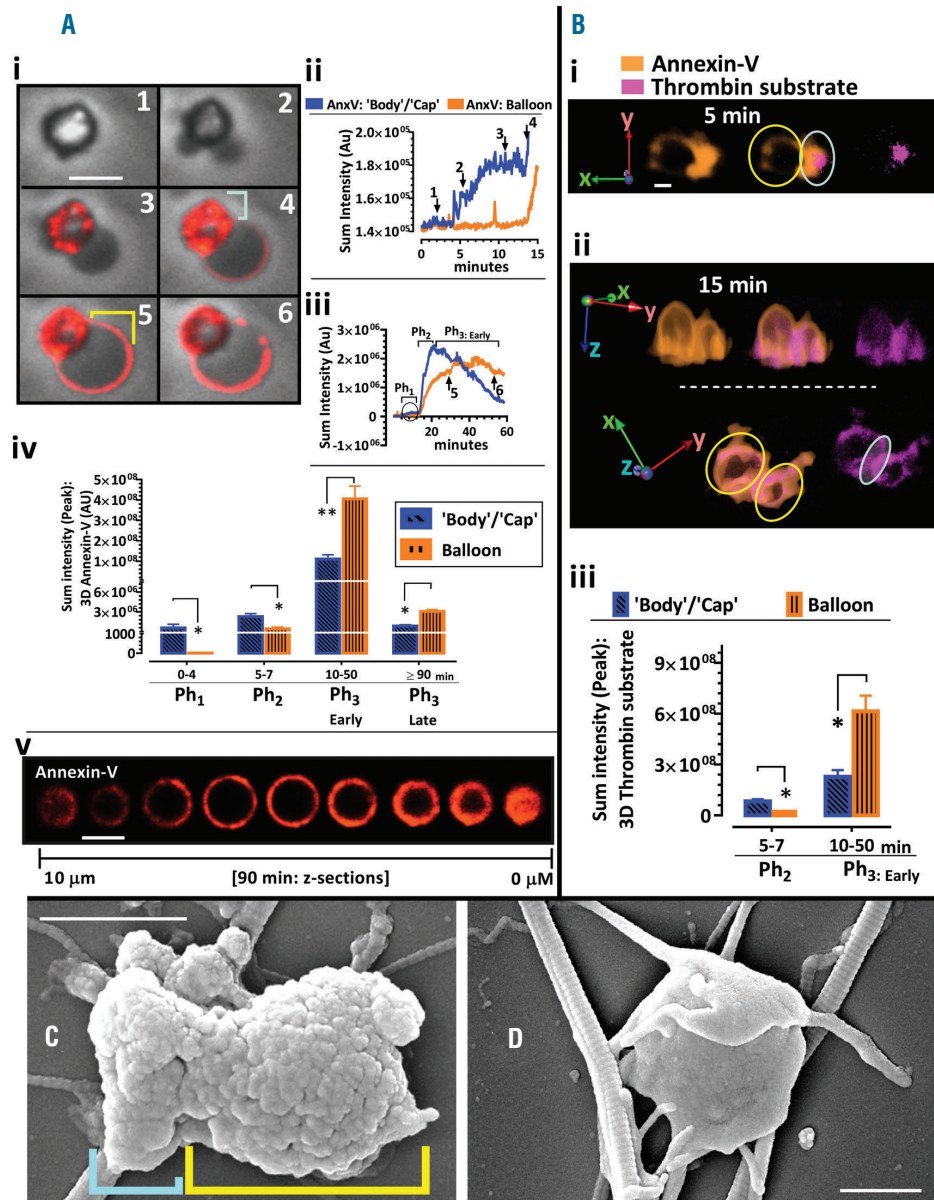 A
i
1
2
3
4
5
6
ii
AnxV: 'Body'/'Cap' AnxV: Balloon
Sum Intensity (Au)
2.0×10⁰⁵
1.8×10⁰⁵
1.6×10⁰⁵
1.4×10⁰⁵
1
2
3
4
0 5 10 15
minutes
iii
Sum Intensity (Au)
3×10⁰⁶
2×10⁰⁶
1×10⁰⁶
0
-1×10⁰⁶
Ph₁
Ph₂
Ph₃: Early
5
6
20 40 60
minutes
iv
Sum intensity (Peak):
3D Annexin-V (AU)
5×10⁰⁸
4×10⁰⁸
3×10⁰⁸
2×10⁰⁸
1×10⁰⁸
6×10⁰⁶
3×10⁰⁶
1000
0
*
*
**
*
'Body'/'Cap'
Balloon
0-4 5-7 10-50 ≥ 90 min
Ph₁ Ph₂ Ph₃ Ph₃
Early Late
v
Annexin-V
10 µm [90 min: z-sections] 0 µM
B
i
Annexin-V
Thrombin substrate
5 min
y
x
ii
15 min
x
y
z
x
y
z
iii
'Body'/'Cap' Balloon
Sum intensity (Peak):
3D Thrombin substrate
9×10⁰⁸
6×10⁰⁸
3×10⁰⁸
0
*
*
5-7 10-50 min
Ph₂ Ph₃: Early
C
D